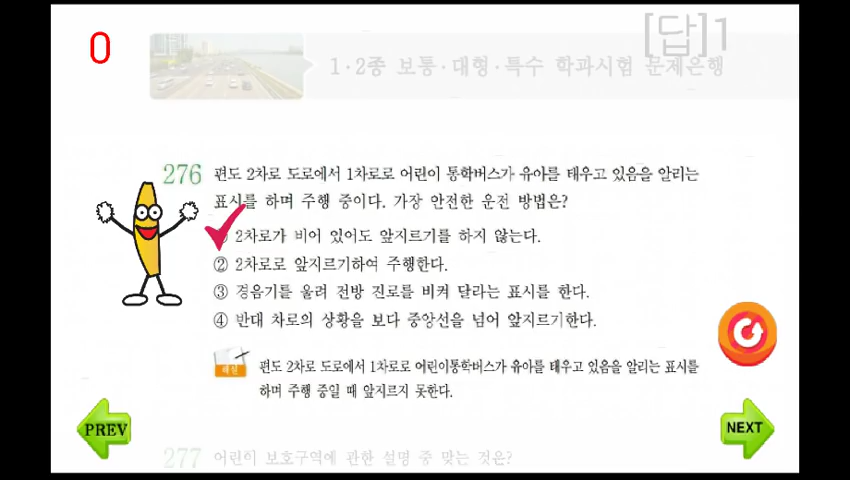 0
[답]1
1·2종 보통·대형·특수 학과시험 문제은행
276 편도 2차로 도로에서 1차로로 어린이 통학버스가 유아를 태우고 있음을 알리는
표시를 하며 주행 중이다. 가장 안전한 운전 방법은?
① 2차로가 비어 있어도 앞지르기를 하지 않는다.
② 2차로로 앞지르기하여 주행한다.
③ 경음기를 울려 전방 진로를 비켜 달라는 표시를 한다.
④ 반대 차로의 상황을 보다 중앙선을 넘어 앞지르기한다.
해설 편도 2차로 도로에서 1차로로 어린이통학버스가 유아를 태우고 있음을 알리는 표시를
하며 주행 중일 때 앞지르지 못한다.
PREV
NEXT
277 어린이 보호구역에 관한 설명 중 맞는 것은?